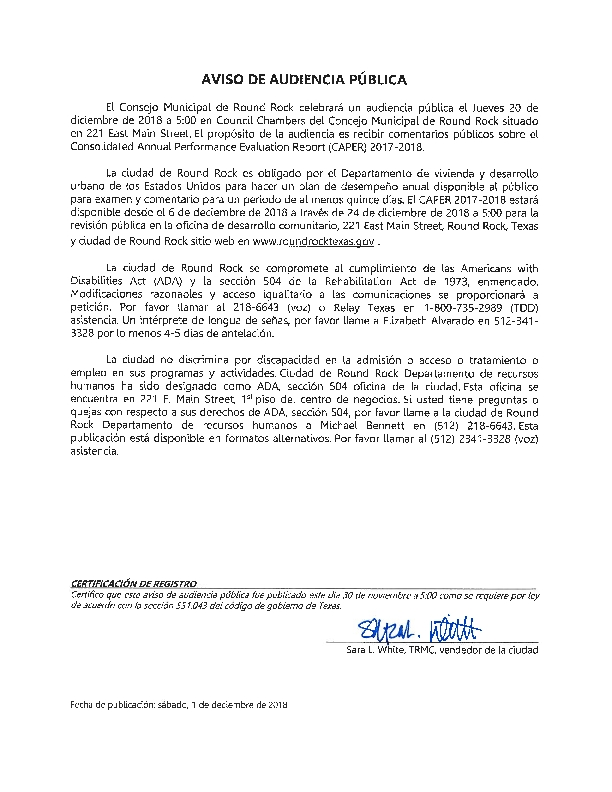 AVISO DE AUDIENCIA PÚBLICA
El Consejo Municipal de Round Rock celebrará un audiencia pública el Jueves 20 de
diciembre de 2018 a 5:00 en Council Chambers del Concejo Municipal de Round Rock situado
en 221 East Main Street. El propósito de la audiencia es recibir comentarios públicos sobre el
Consolidated Annual Performance Evaluation Report (CAPER) 2017-2018.
La ciudad de Round Rock es obligado por el Departamento de vivienda y desarrollo
urbano de los Estados Unidos para hacer un plan de desempeño anual disponible al público
para examen y comentario para un periodo de al menos quince días. El CAPER 2017-2018 estará
disponible desde el 6 de deciembre de 2018 a través de 24 de diciembre de 2018 a 5:00 para la
revisión pública en la oficina de desarrollo comunitario, 221 East Main Street, Round Rock, Texas
y ciudad de Round Rock sitio web en www.roundrocktexas.gov .
La ciudad de Round Rock se compromete al cumplimiento de las Americans with
Disabilities Act (ADA) y la sección 504 de la Rehabilitation Act de 1973, enmendado.
Modificaciones razonables y acceso igualitario a las comunicaciones se proporcionará a
petición. Por favor llamar al 218-6643 (voz) o Relay Texas en 1-800-735-2989 (TDD)
asistencia. Un intérprete de lengua de señas, por favor llame a Elizabeth Alvarado en 512-341-
3328 por lo menos 4-5 días de antelación.
La ciudad no discrimina por discapacidad en la admisión o acceso o tratamiento o
empleo en sus programas y actividades. Ciudad de Round Rock Departamento de recursos
humanos ha sido designado como ADA, sección 504 oficina de la ciudad. Esta oficina se
encuentra en 221 E. Main Street, 1st piso del centro de negocios. Si usted tiene preguntas o
quejas con respecto a sus derechos de ADA, sección 504, por favor llame a la ciudad de Round
Rock Departamento de recursos humanos a Michael Bennett en (512) 218-6643. Esta
publicación está disponible en formatos alternativos. Por favor llamar al (512) 2341-3328 (voz)
asistencia.
CERTIFICACIÓN DE REGISTRO
Certifico que este aviso de audiencia pública fue publicado este día 30 de noviembre a 5:00 como se requiere por ley
de acuerdo con la sección 551.043 del código de gobierno de Texas.
Sara L. White
Sara L. White, TRMC, vendedor de la ciudad
Fecha de publicación: sábado, 1 de deciembre de 2018